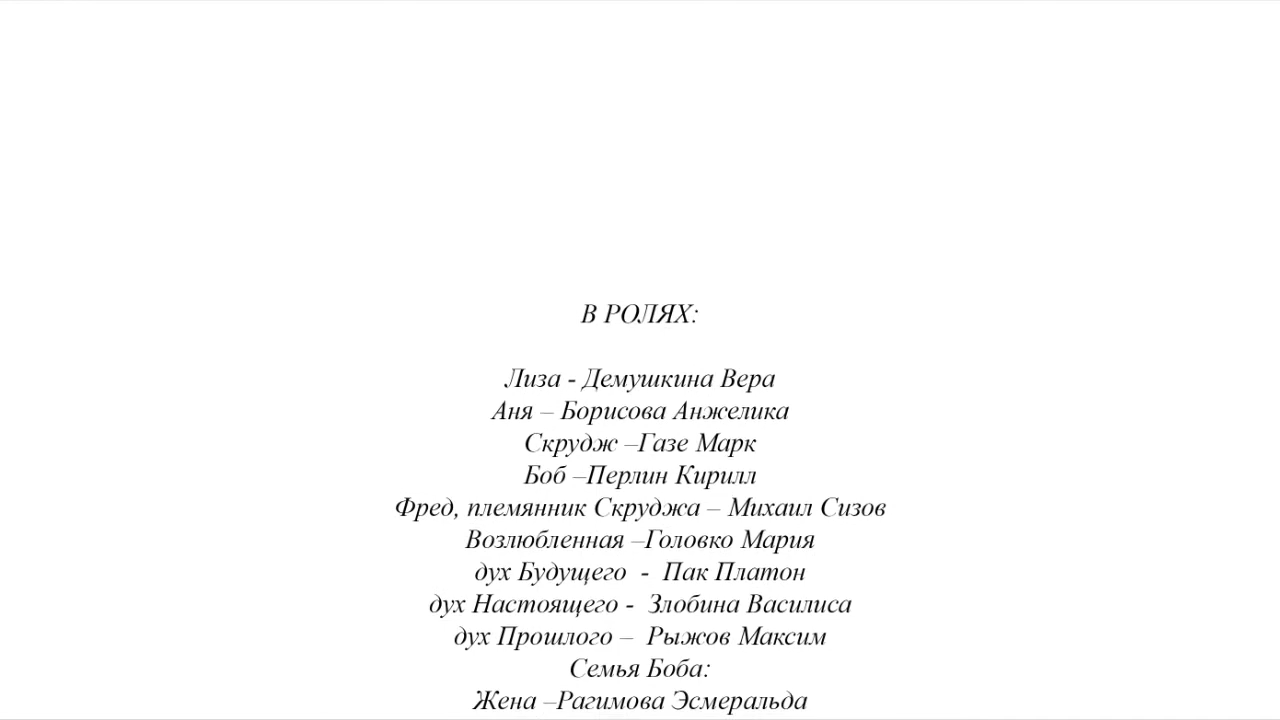 В РОЛЯХ:
Лиза - Демушкина Вера
Аня – Борисова Анжелика
Скрудж –Газе Марк
Боб –Перлин Кирилл
Фред, племянник Скруджа – Михаил Сизов
Возлюбленная –Головко Мария
дух Будущего  -  Пак Платон
дух Настоящего -  Злобина Василиса
дух Прошлого –  Рыжов Максим
Семья Боба:
Жена –Рагимова Эсмеральда